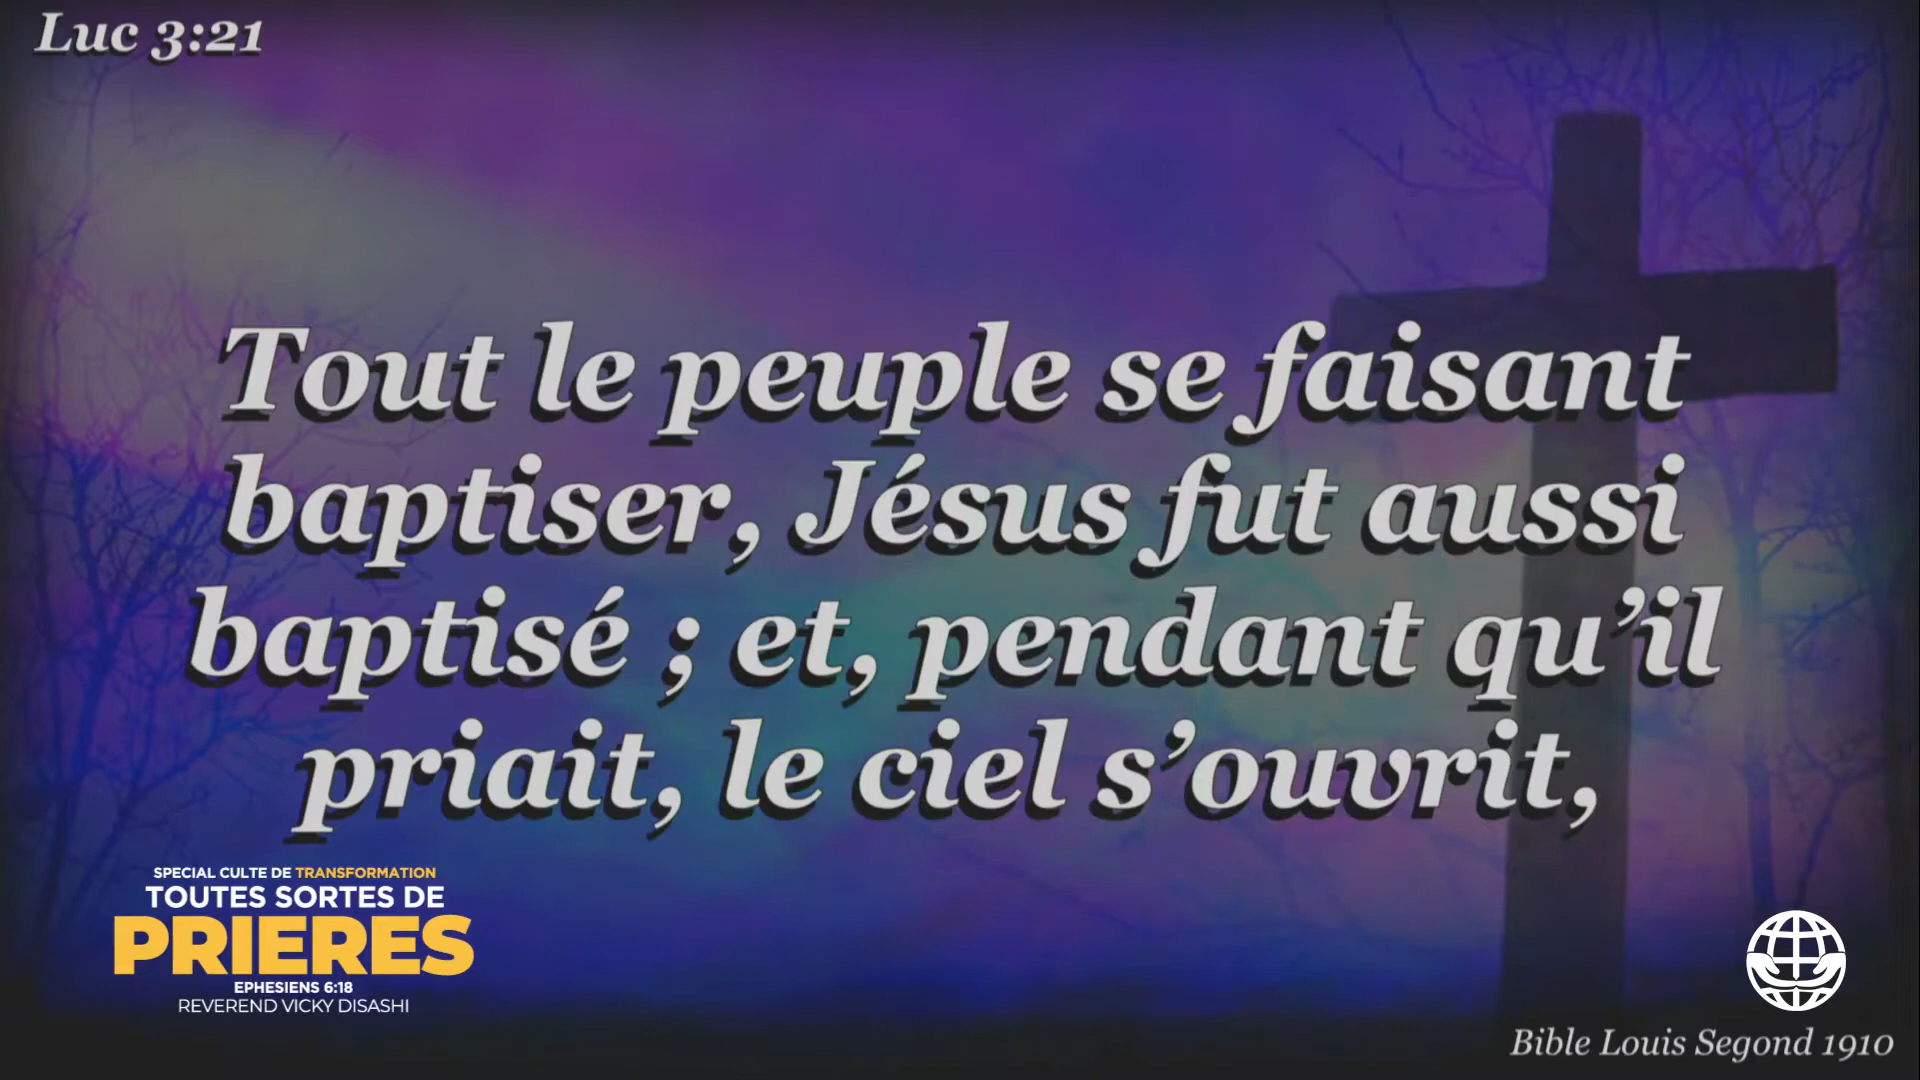 Luc 3:21
Tout le peuple se faisant
baptiser, Jésus fut aussi
baptisé ; et, pendant qu’il
priait, le ciel s’ouvrit,
SPECIAL CULTE DE TRANSFORMATION
TOUTES SORTES DE
PRIERES
EPHESIENS 6:18
REVEREND VICKY DISASHI
Bible Louis Segond 1910